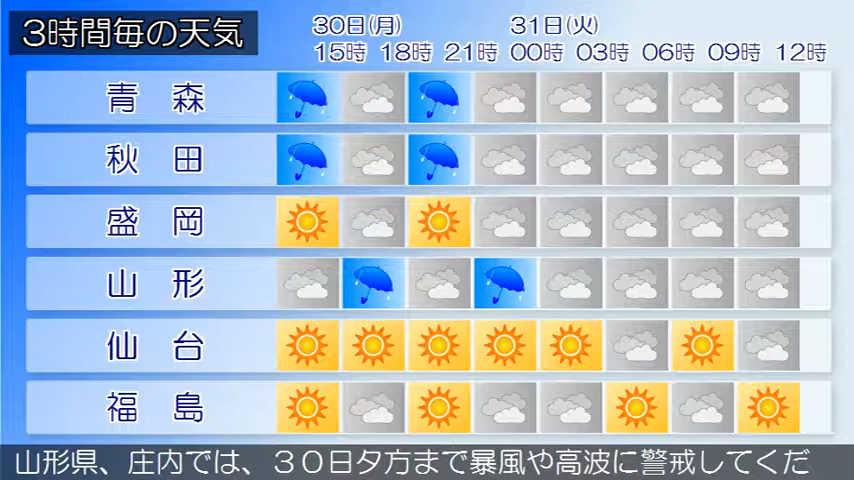 3時間毎の天気
30日(月) 31日(火)
15時 18時 21時 00時 03時 06時 09時 12時
青森
秋田
盛岡
山形
仙台
福島
山形県、庄内では、30日夕方まで暴風や高波に警戒してくだ